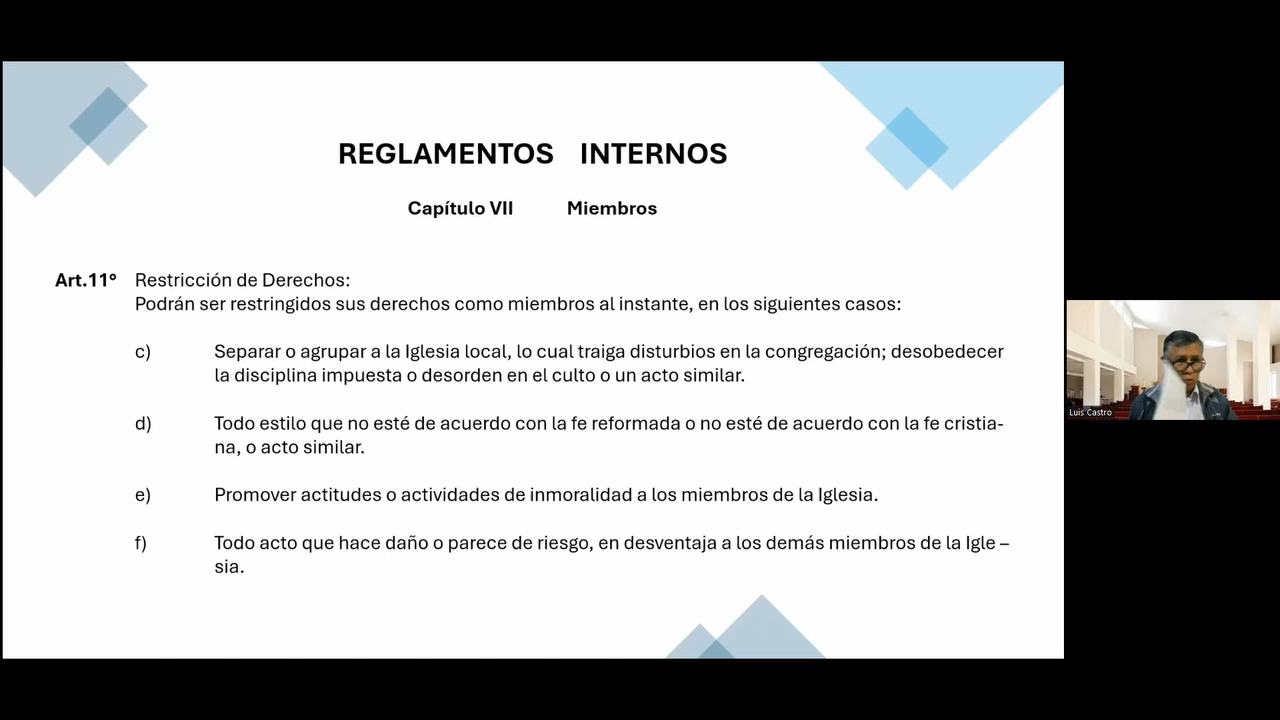 REGLAMENTOS INTERNOS
Capítulo VII Miembros
Art.11° Restricción de Derechos:
Podrán ser restringidos sus derechos como miembros al instante, en los siguientes casos:
c) Separar o agrupar a la Iglesia local, lo cual traiga disturbios en la congregación; desobedecer
la disciplina impuesta o desorden en el culto o un acto similar.
d) Todo estilo que no esté de acuerdo con la fe reformada o no esté de acuerdo con la fe cristia-
na, o acto similar.
e) Promover actitudes o actividades de inmoralidad a los miembros de la Iglesia.
f) Todo acto que hace daño o parece de riesgo, en desventaja a los demás miembros de la Igle –
sia.
Luis Castro